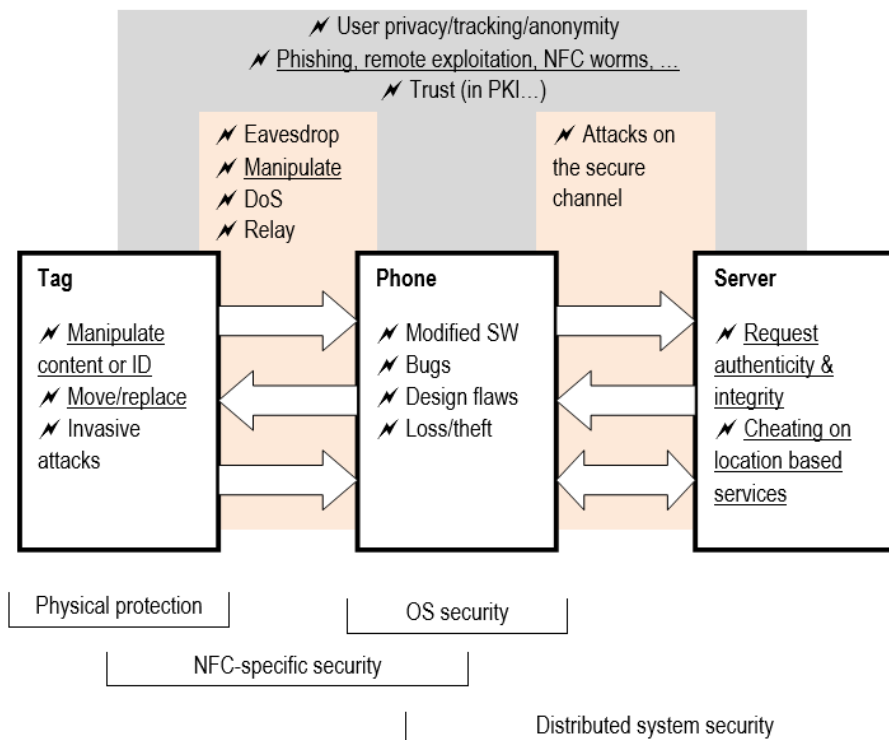 User privacy/tracking/anonymity
Phishing, remote exploitation, NFC worms, ...
Trust (in PKI...)
Eavesdrop
Manipulate
DoS
Relay
Attacks on
the secure
channel
Tag
Manipulate
content or ID
Move/replace
Invasive
attacks
Phone
Modified SW
Bugs
Design flaws
Loss/theft
Server
Request
authenticity &
integrity
Cheating on
location based
services
Physical protection
OS security
NFC-specific security
Distributed system security